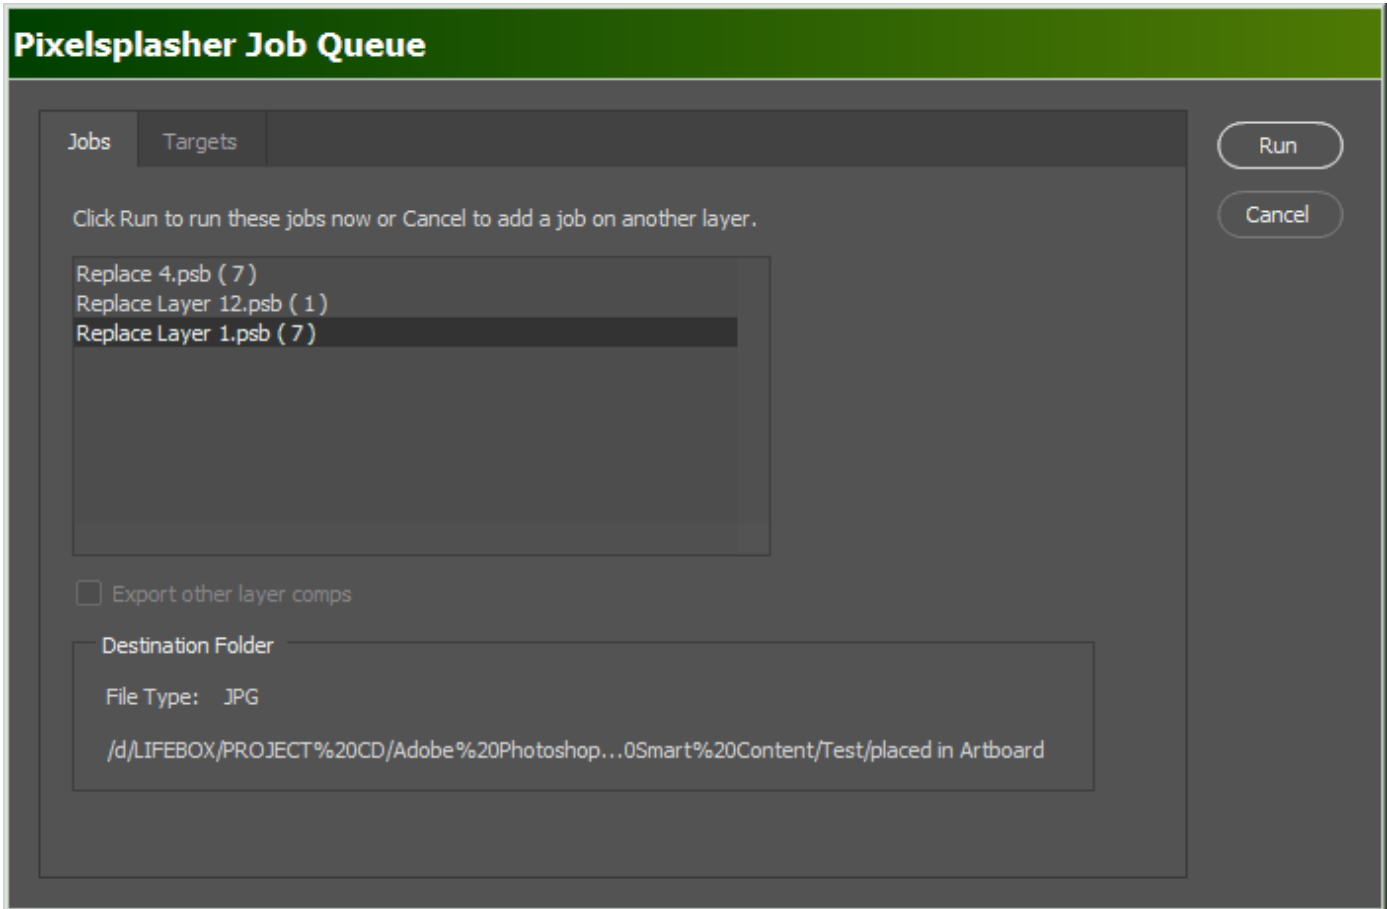 Pixelsplasher Job Queue
Jobs
Targets
Run
Cancel
Click Run to run these jobs now or Cancel to add a job on another layer.
Replace 4.psb ( 7 )
Replace Layer 12.psb ( 1 )
Replace Layer 1.psb ( 7 )
Export other layer comps
Destination Folder
File Type: JPG
/d/LIFEBOX/PROJECT%20CD/Adobe%20Photoshop...0Smart%20Content/Test/placed in Artboard